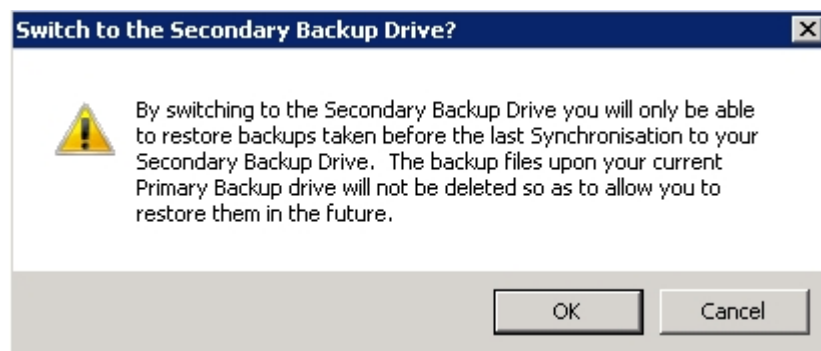 Switch to the Secondary Backup Drive?
By switching to the Secondary Backup Drive you will only be able
to restore backups taken before the last Synchronisation to your
Secondary Backup Drive.  The backup files upon your current
Primary Backup drive will not be deleted so as to allow you to
restore them in the future.
OK
Cancel